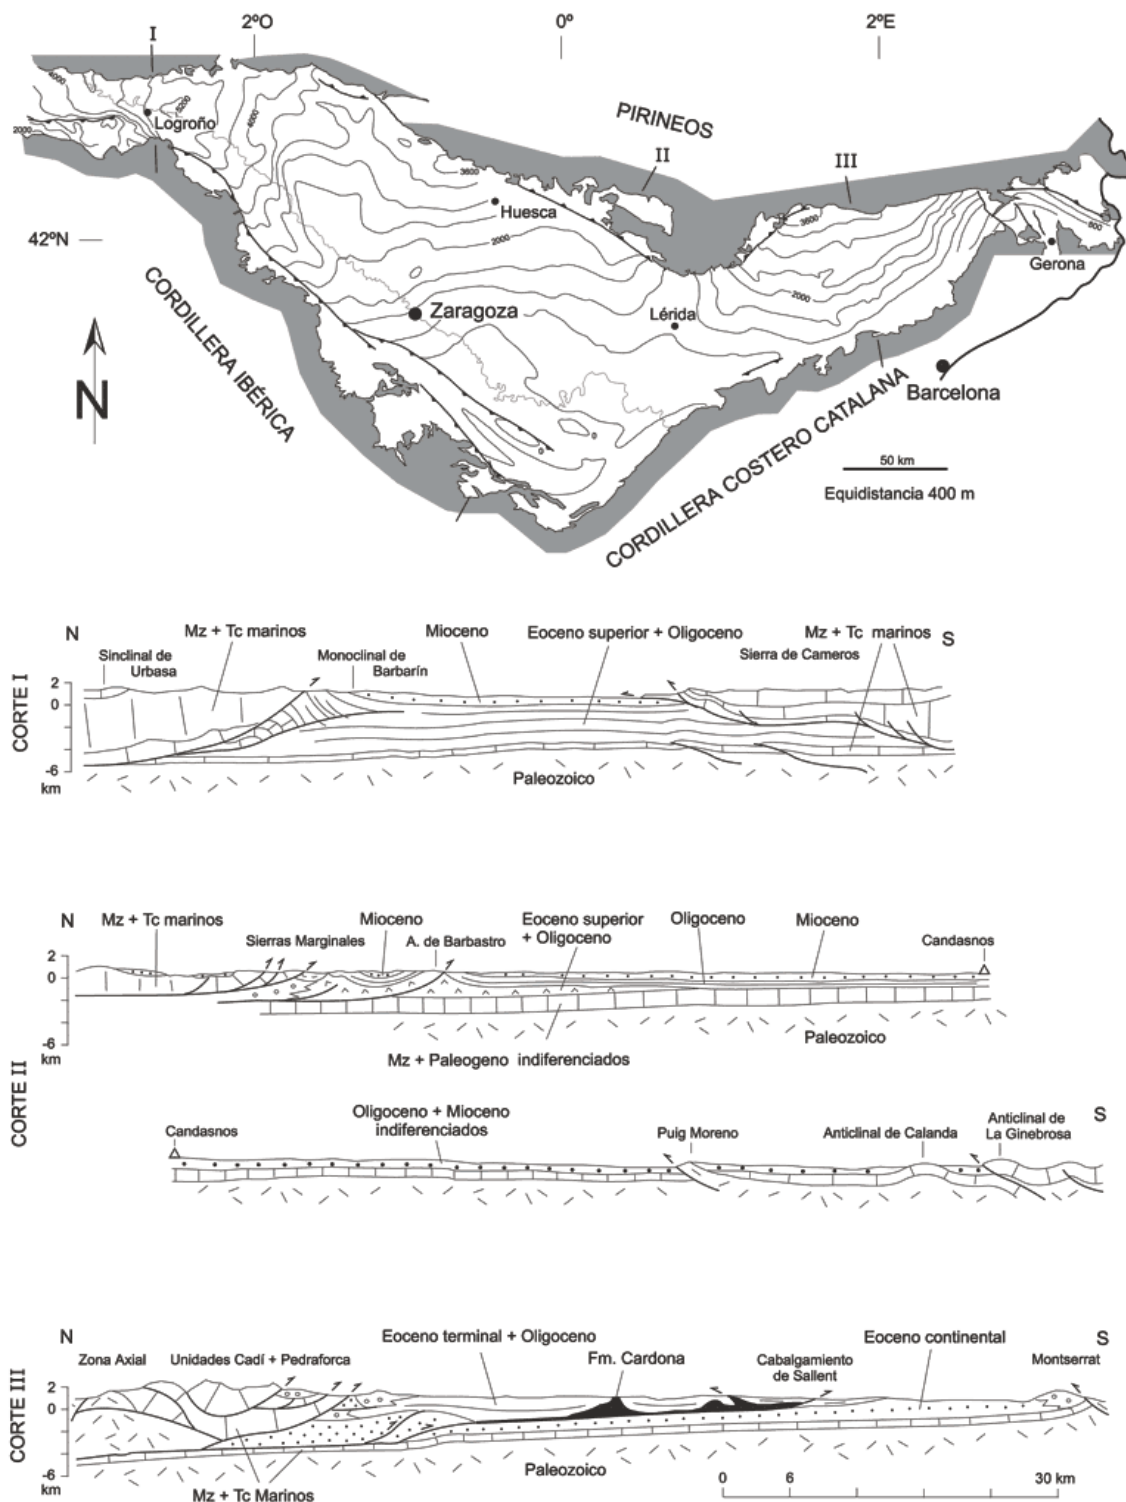 I
2ºO
0º
2ºE
PIRINEOS
II
III
4000
4000
2000
Logroño
4000
3600
Huesca
2000
3600
2000
800
Gerona
42ºN
CORDILLERA IBÉRICA
Zaragoza
Lérida
0
N
Barcelona
CORDILLERA COSTERO CATALANA
50 km
Equidistancia 400 m
CORTE I
N
Mz + Tc marinos
Mioceno
Eoceno superior + Oligoceno
Mz + Tc marinos
S
Sinclinal de
Urbasa
Monoclinal de
Barbarín
Sierra de Cameros
2
0
-6
km
Paleozoico
CORTE II
N
Mz + Tc marinos
Mioceno
Eoceno superior
+ Oligoceno
Oligoceno
Mioceno
Sierras Marginales
A. de Barbastro
Candasnos
2
0
-6
km
Paleozoico
Mz + Paleogeno indiferenciados
Oligoceno + Mioceno
indiferenciados
Candasnos
Puig Moreno
Anticlinal de Calanda
Anticlinal de
La Ginebrosa
S
CORTE III
N
Eoceno terminal + Oligoceno
Eoceno continental
S
Zona Axial
Unidades Cadí + Pedraforca
Fm. Cardona
Cabalgamiento
de Sallent
Montserrat
2
0
-6
km
Paleozoico
Mz + Tc Marinos
0
6
30 km